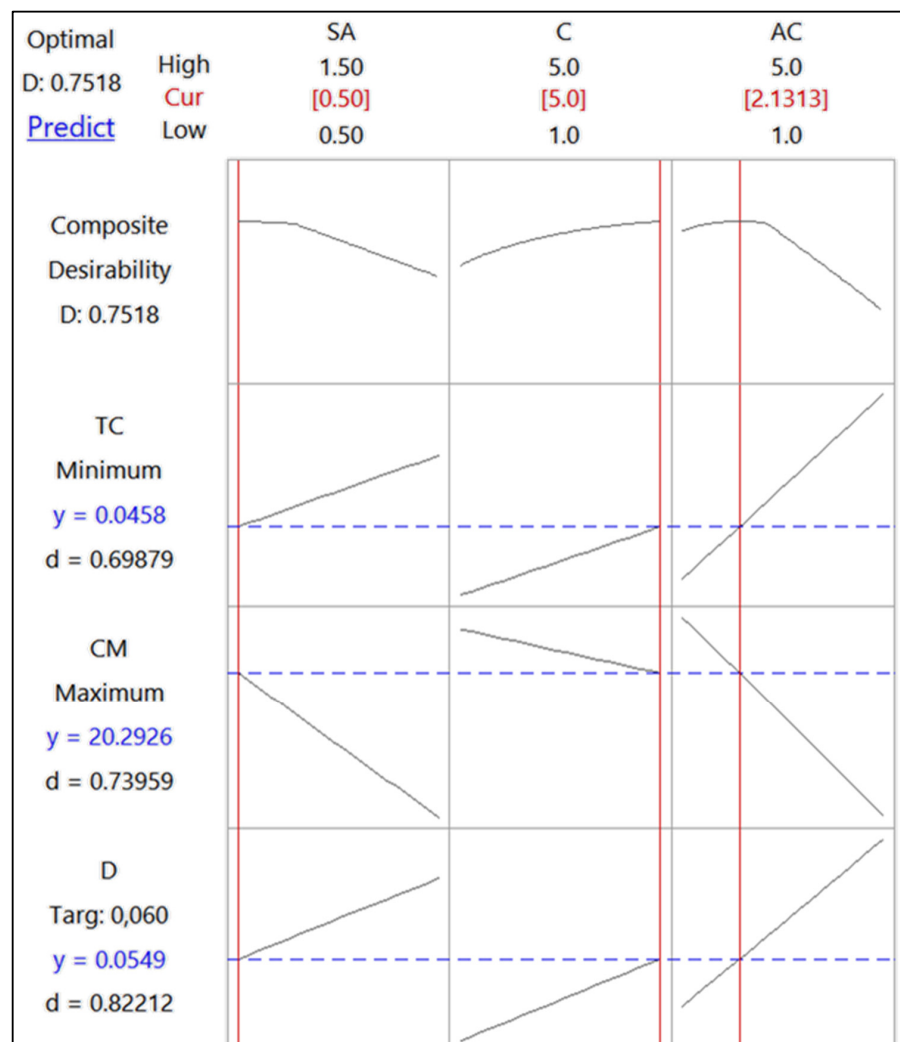 Optimal
D: 0.7518
Predict
High
Cur
Low
SA
1.50
[0.50]
0.50
C
5.0
[5.0]
1.0
AC
5.0
[2.1313]
1.0
Composite
Desirability
D: 0.7518
TC
Minimum
y = 0.0458
d = 0.69879
CM
Maximum
y = 20.2926
d = 0.73959
D
Targ: 0,060
y = 0.0549
d = 0.82212